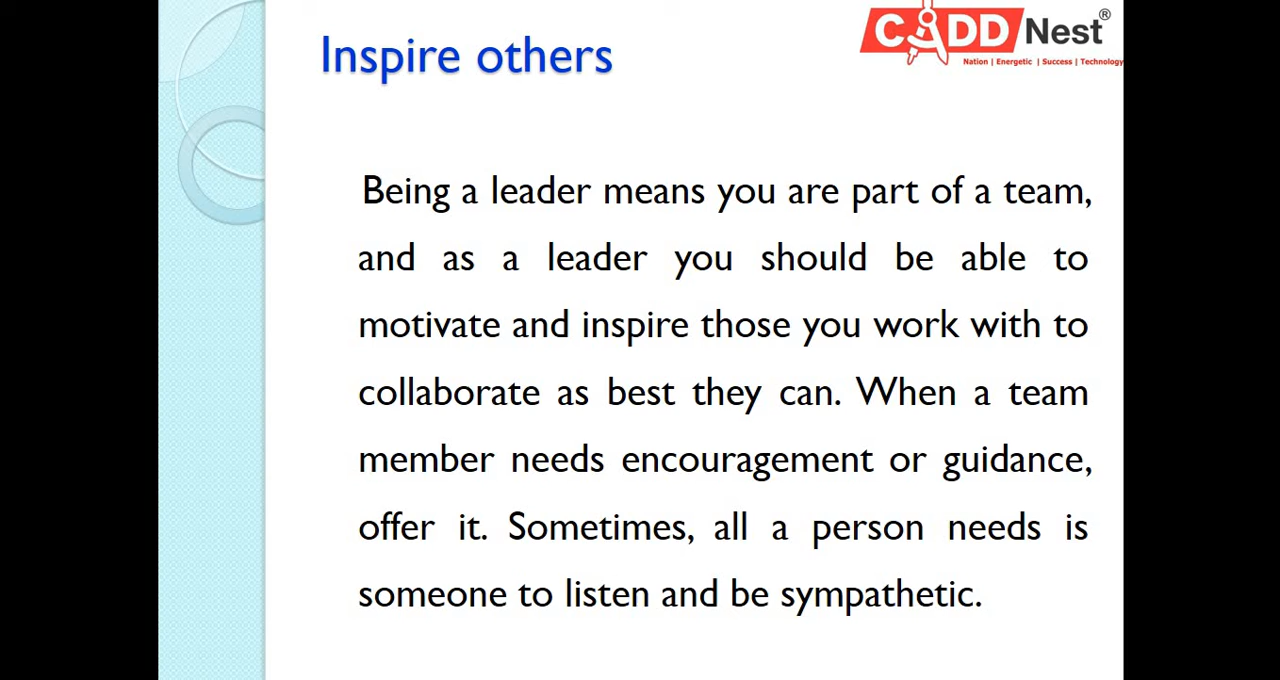 Inspire others
CADD Nest®
Nation | Energetic | Success | Technology
Being a leader means you are part of a team,
and as a leader you should be able to
motivate and inspire those you work with to
collaborate as best they can. When a team
member needs encouragement or guidance,
offer it. Sometimes, all a person needs is
someone to listen and be sympathetic.